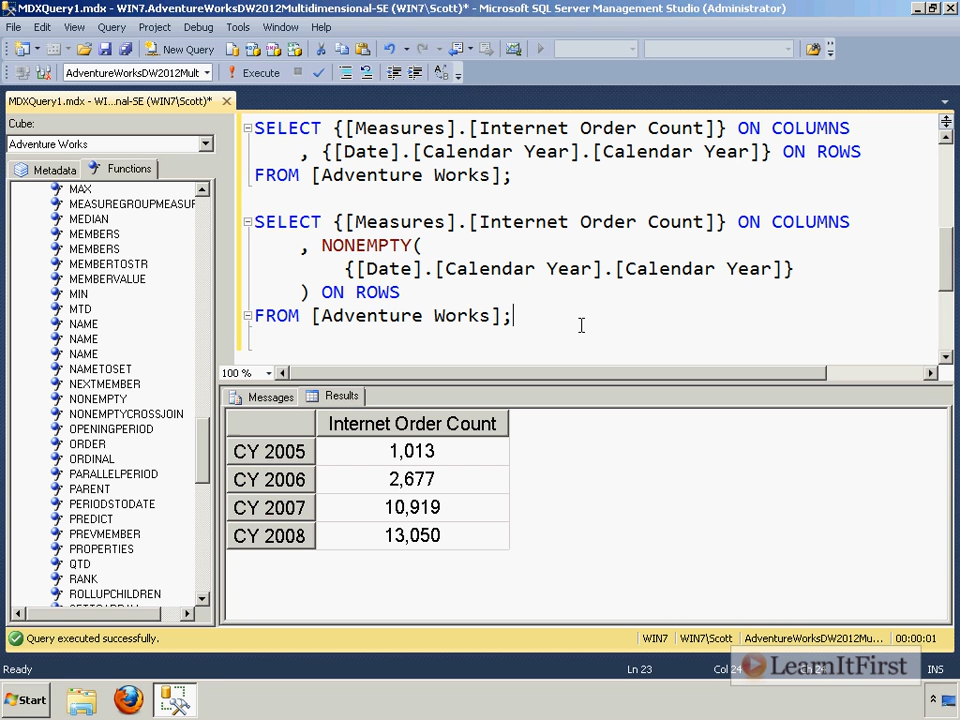 MDXQuery1.mdx - WIN7.AdventureWorksDW2012Multidimensional-SE (WIN7\Scott)* - Microsoft SQL Server Management Studio (Administrator)
File Edit View Query Project Debug Tools Window Help
New Query
AdventureWorksDW2012Mult Execute
MDXQuery1.mdx - WI...nal-SE (WIN7\Scott)*
Cube:
Adventure Works
Metadata Functions
MAX
MEASUREGROUPMEASUR
MEDIAN
MEMBERS
MEMBERS
MEMBERTOSTR
MEMBERVALUE
MIN
MTD
NAME
NAME
NAME
NAMETOSET
NEXTMEMBER
NONEMPTY
NONEMPTYCROSSJOIN
OPENINGPERIOD
ORDER
ORDINAL
PARALLELPERIOD
PARENT
PERIODSTODATE
PREDICT
PREVMEMBER
PROPERTIES
QTD
RANK
ROLLUPCHILDREN
SELECT {[Measures].[Internet Order Count]} ON COLUMNS
, {[Date].[Calendar Year].[Calendar Year]} ON ROWS
FROM [Adventure Works];
SELECT {[Measures].[Internet Order Count]} ON COLUMNS
, NONEMPTY(
{[Date].[Calendar Year].[Calendar Year]}
) ON ROWS
FROM [Adventure Works];
100 %
Messages Results
Internet Order Count
CY 2005 1,013
CY 2006 2,677
CY 2007 10,919
CY 2008 13,050
Query executed successfully. WIN7 WIN7\Scott AdventureWorksDW2012Mu... 00:00:01
Ready Ln 23 Col 24 INS
LearnItFirst
Start